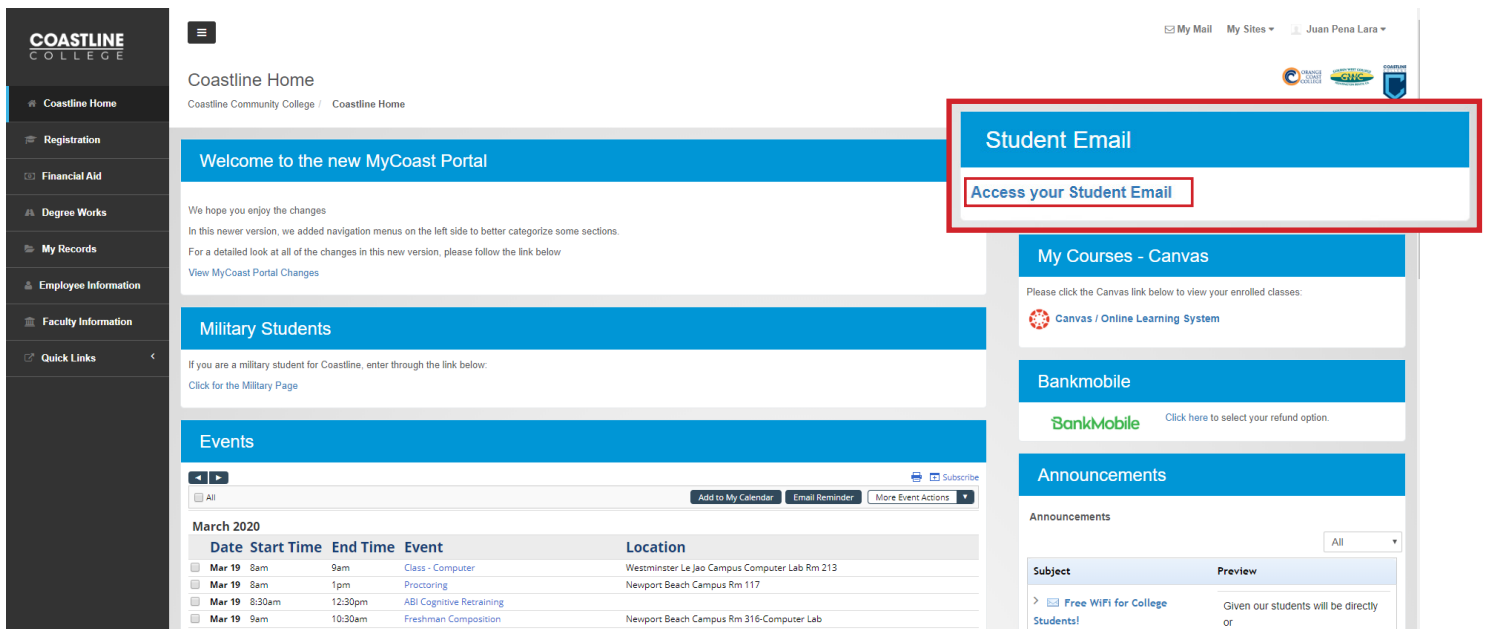 COASTLINE
COLLEGE
Coastline Home
Registration
Financial Aid
Degree Works
My Records
Employee Information
Faculty Information
Quick Links
My Mail My Sites Juan Pena Lara
Coastline Home
Coastline Community College / Coastline Home
ORANGE
COAST
COLLEGE
GWC
COASTLINE
Student Email
Access your Student Email
Welcome to the new MyCoast Portal
We hope you enjoy the changes
In this newer version, we added navigation menus on the left side to better categorize some sections.
For a detailed look at all of the changes in this new version, please follow the link below
View MyCoast Portal Changes
Military Students
If you are a military student for Coastline, enter through the link below:
Click for the Military Page
Events
Subscribe
All Add to My Calendar Email Reminder More Event Actions
March 2020
Date Start Time End Time Event Location
Mar 19 8am 9am Class - Computer Westminster Le Jao Campus Computer Lab Rm 213
Mar 19 8am 1pm Proctoring Newport Beach Campus Rm 117
Mar 19 8:30am 12:30pm ABI Cognitive Retraining
Mar 19 9am 10:30am Freshman Composition Newport Beach Campus Rm 316-Computer Lab
My Courses - Canvas
Please click the Canvas link below to view your enrolled classes:
Canvas / Online Learning System
Bankmobile
BankMobile Click here to select your refund option.
Announcements
Announcements
All
Subject Preview
Free WiFi for College Given our students will be directly
Students! or